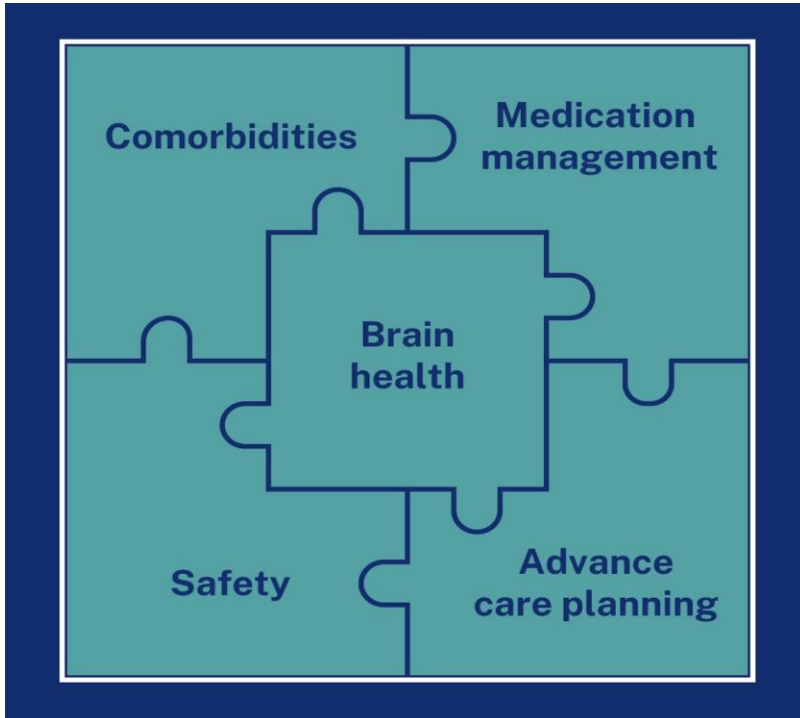 Comorbidities
Medication
management
Brain
health
Safety
Advance
care planning